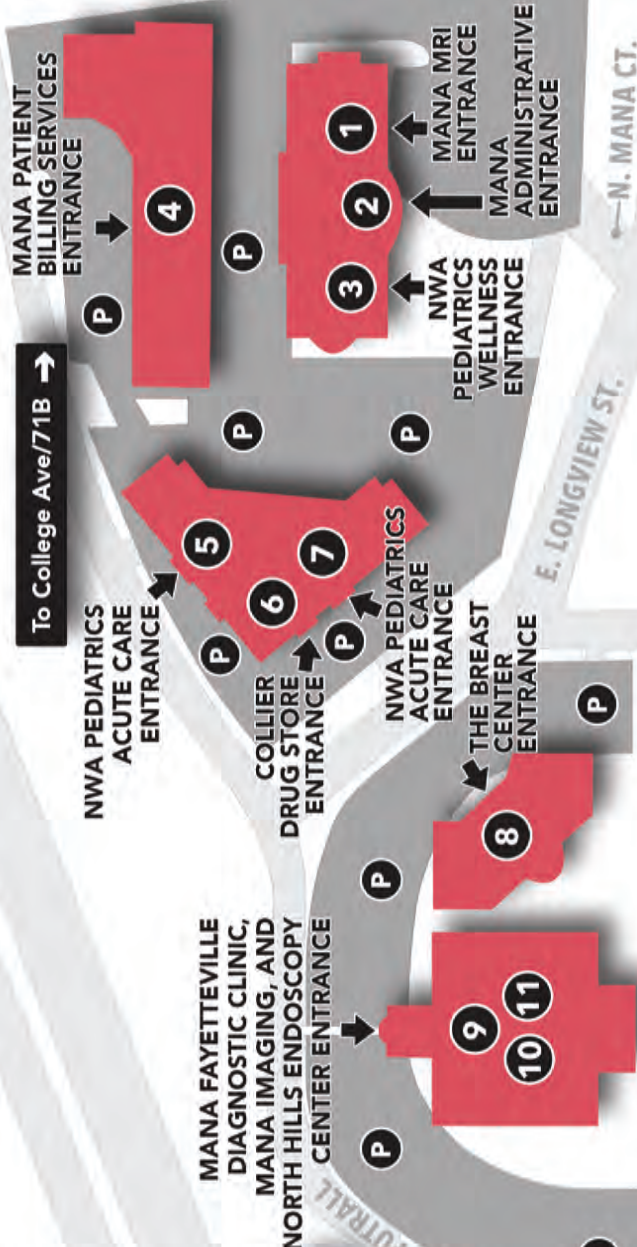 To College Ave/71B →
MANA PATIENT
BILLING SERVICES
ENTRANCE
4
P
P
1
2
3
MANA MRI
ENTRANCE
MANA
ADMINISTRATIVE
ENTRANCE
NWA
PEDIATRICS
WELLNESS
ENTRANCE
←N. MANA CT.
E. LONGVIEW ST.
P
P
NWA PEDIATRICS
ACUTE CARE
ENTRANCE
5
6
7
P
P
COLLIER
DRUG STORE
ENTRANCE
NWA PEDIATRICS
ACUTE CARE
ENTRANCE
THE BREAST
CENTER
ENTRANCE
8
P
P
MANA FAYETTEVILLE
DIAGNOSTIC CLINIC,
MANA IMAGING, AND
NORTH HILLS ENDOSCOPY
CENTER ENTRANCE
9
10
11
P